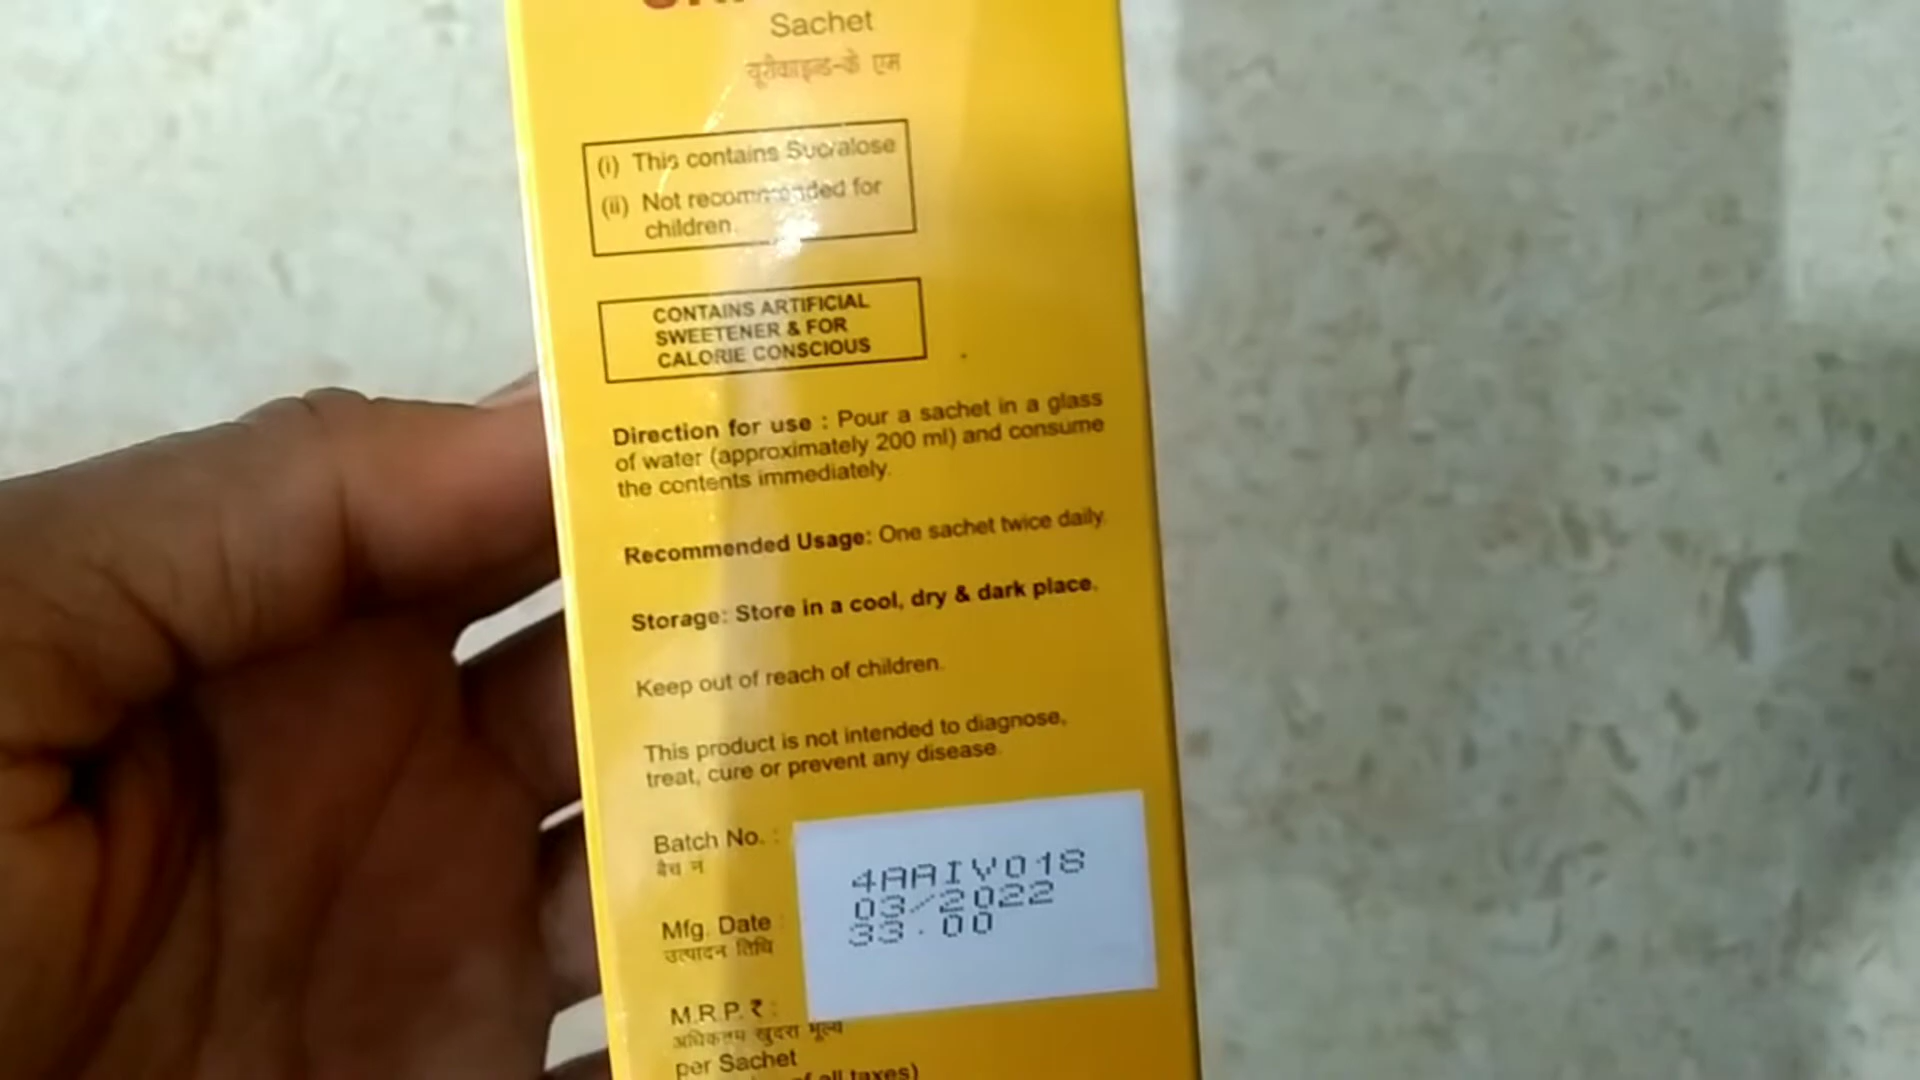 Sachet
यूरीकाइन्ड-के एम
(i) This contains Sucralose
(ii) Not recommended for
children.
CONTAINS ARTIFICIAL
SWEETENER & FOR
CALORIE CONSCIOUS
Direction for use : Pour a sachet in a glass
of water (approximately 200 ml) and consume
the contents immediately.
Recommended Usage: One sachet twice daily.
Storage: Store in a cool, dry & dark place.
Keep out of reach of children.
This product is not intended to diagnose,
treat, cure or prevent any disease.
Batch No. : 4AAIV018
बैच न
Mfg. Date : 03/2022
उत्पादन तिथि
M.R.P. ₹ : 33.00
अधिकतम खुदरा मूल्य
per Sachet
of all taxes)